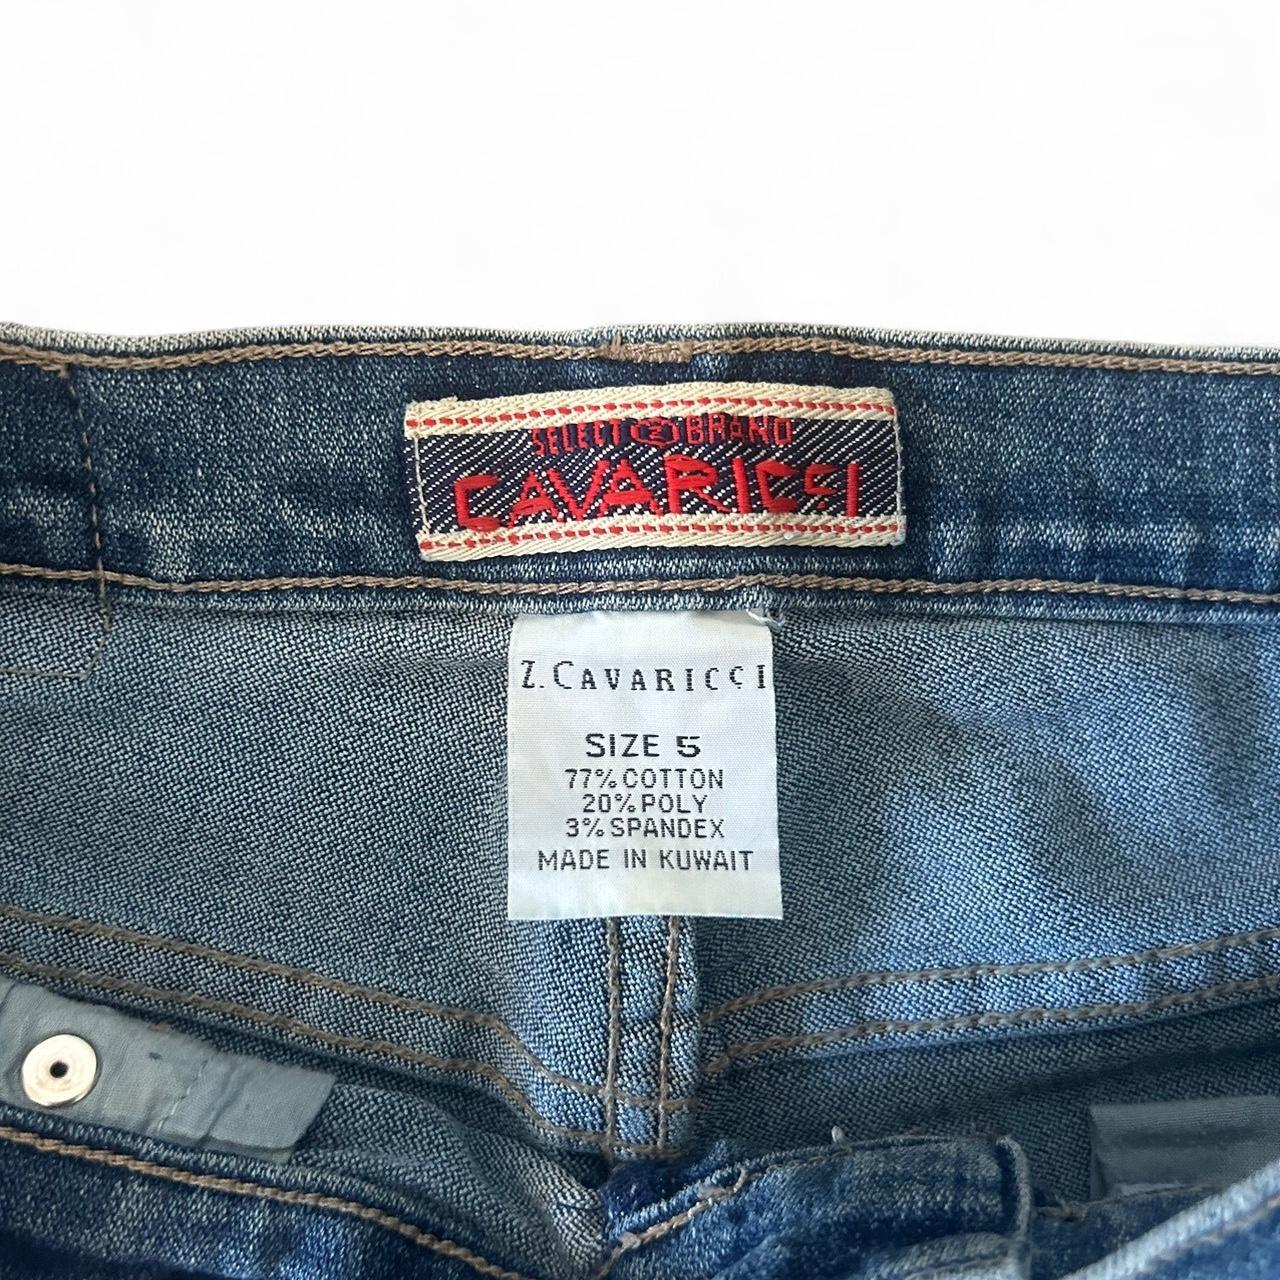 SELECT Z BRAND
CAVARICCI
Z. CAVARICCI
SIZE 5
77% COTTON
20% POLY
3% SPANDEX
MADE IN KUWAIT